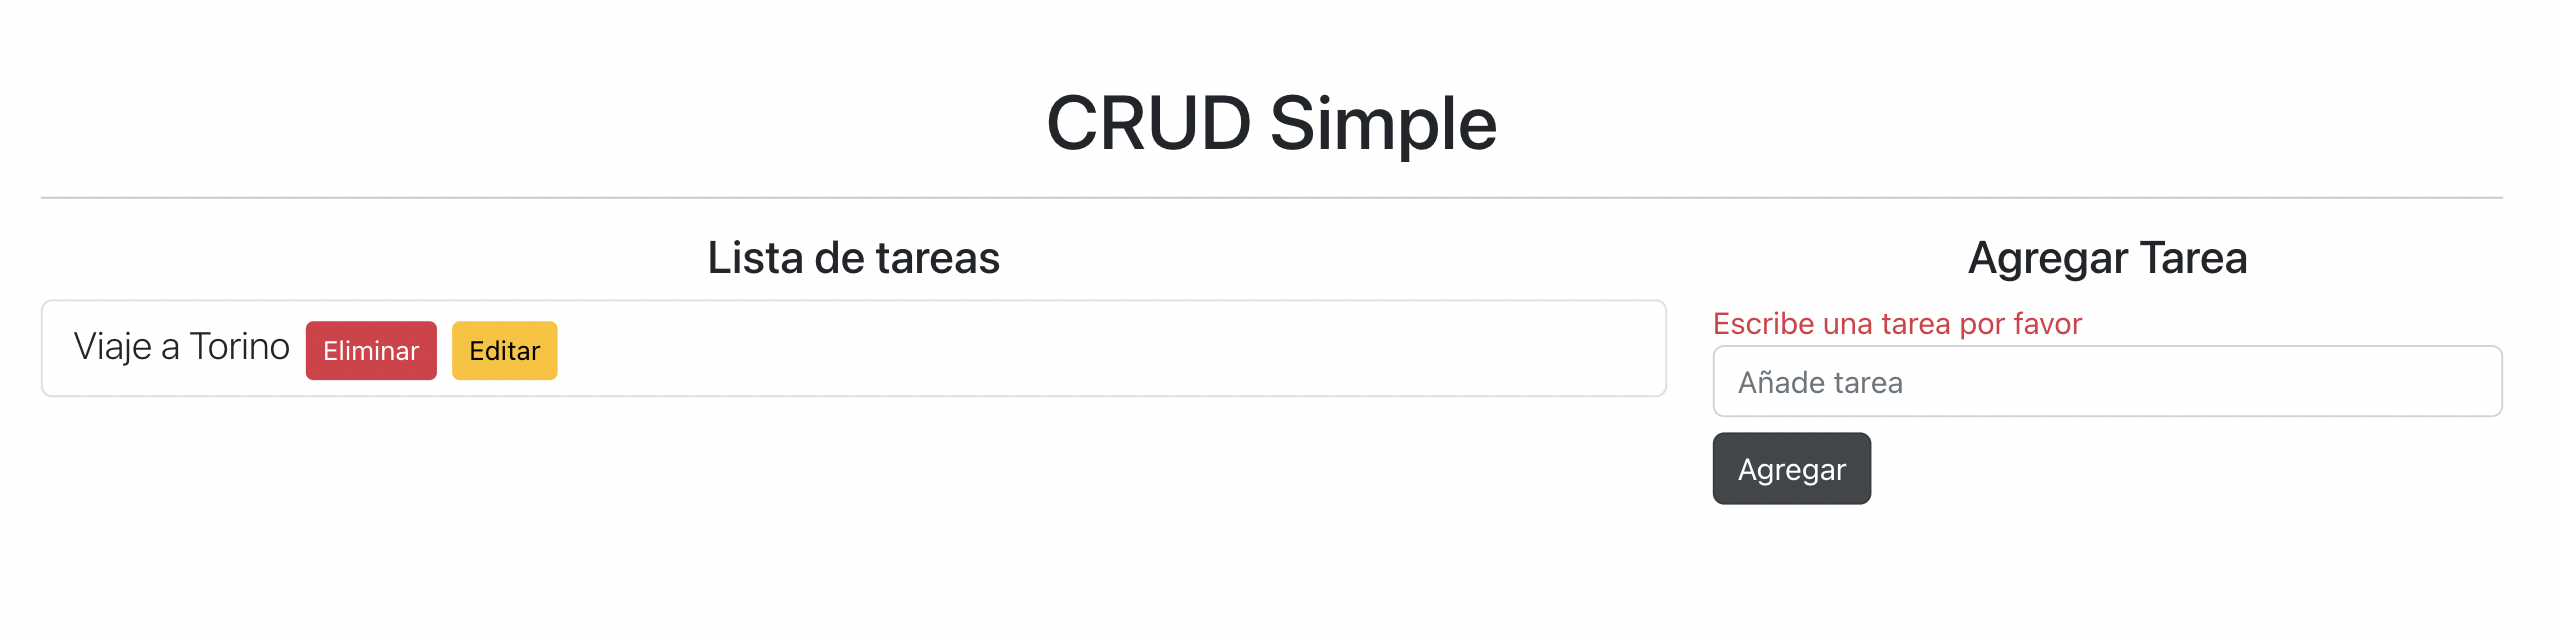 CRUD Simple
Lista de tareas
Viaje a Torino Eliminar Editar
Agregar Tarea
Escribe una tarea por favor
Añade tarea
Agregar